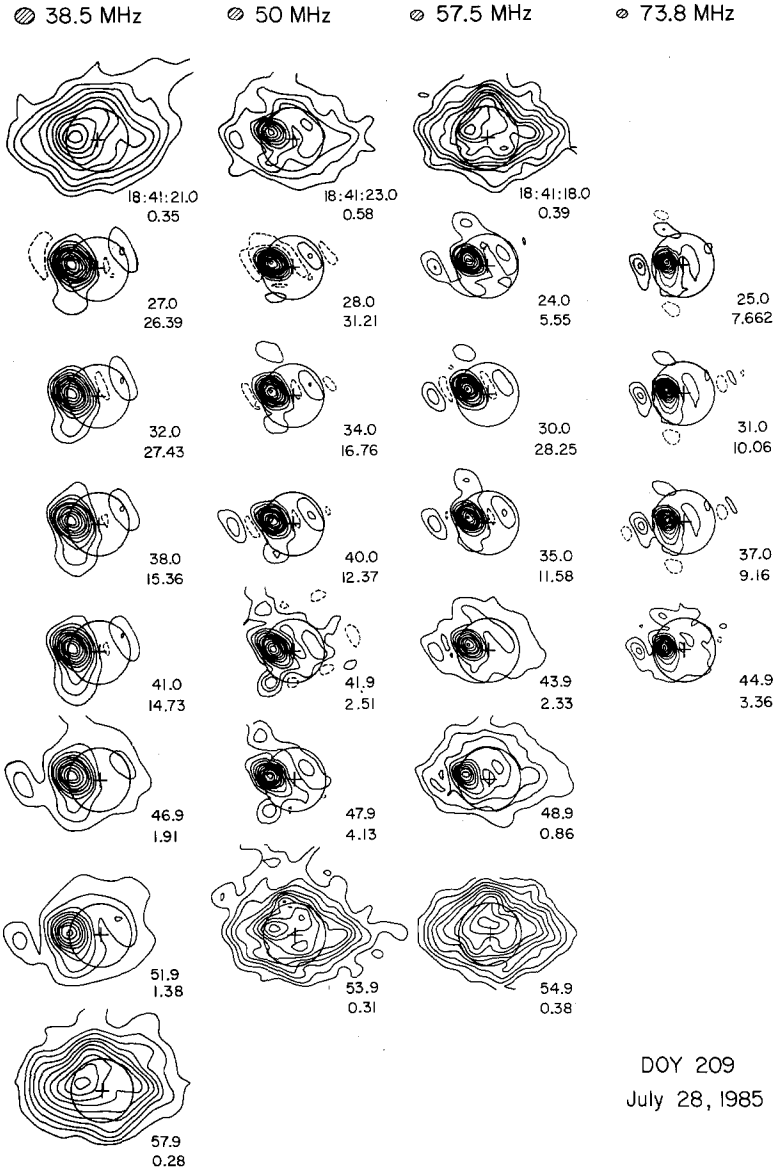 38.5 MHz 50 MHz 57.5 MHz 73.8 MHz
18:41:21.0 18:41:23.0 18:41:18.0
0.35 0.58 0.39
27.0 28.0 24.0 25.0
26.39 31.21 5.55 7.662
32.0 34.0 30.0 31.0
27.43 16.76 28.25 10.06
38.0 40.0 35.0 37.0
15.36 12.37 11.58 9.16
41.0 41.9 43.9 44.9
14.73 2.51 2.33 3.36
46.9 47.9 48.9
1.91 4.13 0.86
51.9 53.9 54.9
1.38 0.31 0.38
DOY 209
July 28, 1985
57.9
0.28